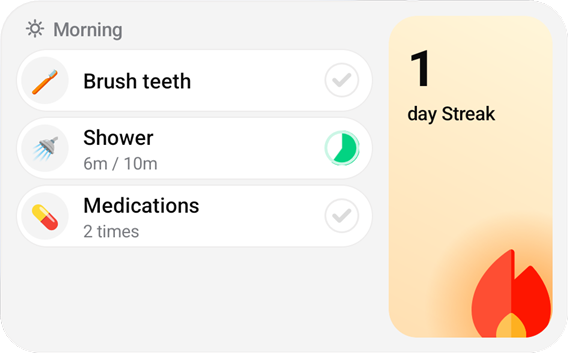 Morning
Brush teeth
Shower
6m / 10m
Medications
2 times
1
day Streak